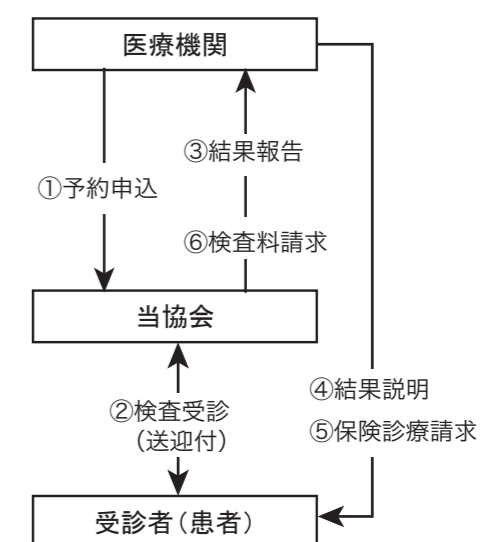 医療機関
③結果報告
①予約申込
⑥検査料請求
当協会
④結果説明
②検査受診
（送迎付）
⑤保険診療請求
受診者（患者）